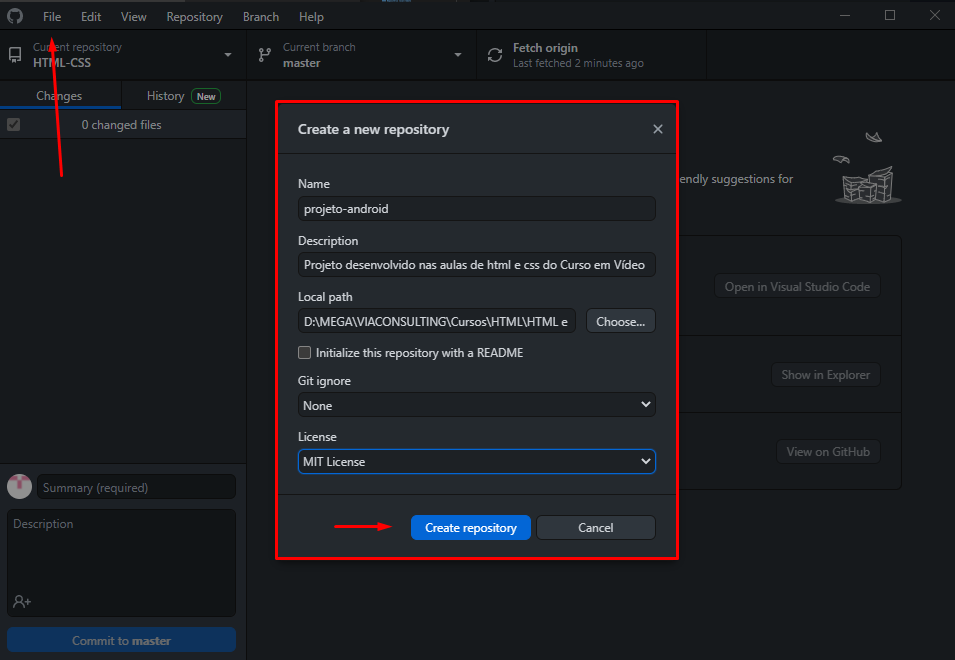 File Edit View Repository Branch Help
Current repository
HTML-CSS
Current branch
master
Fetch origin
Last fetched 2 minutes ago
Changes
History New
0 changed files
Create a new repository
endly suggestions for
Name
projeto-android
Description
Projeto desenvolvido nas aulas de html e css do Curso em Vídeo
Local path
D:\MEGA\VIACONSULTING\Cursos\HTML\HTML e
Choose...
Initialize this repository with a README
Git ignore
None
License
MIT License
Create repository
Cancel
Open in Visual Studio Code
Show in Explorer
View on GitHub
Summary (required)
Description
Commit to master